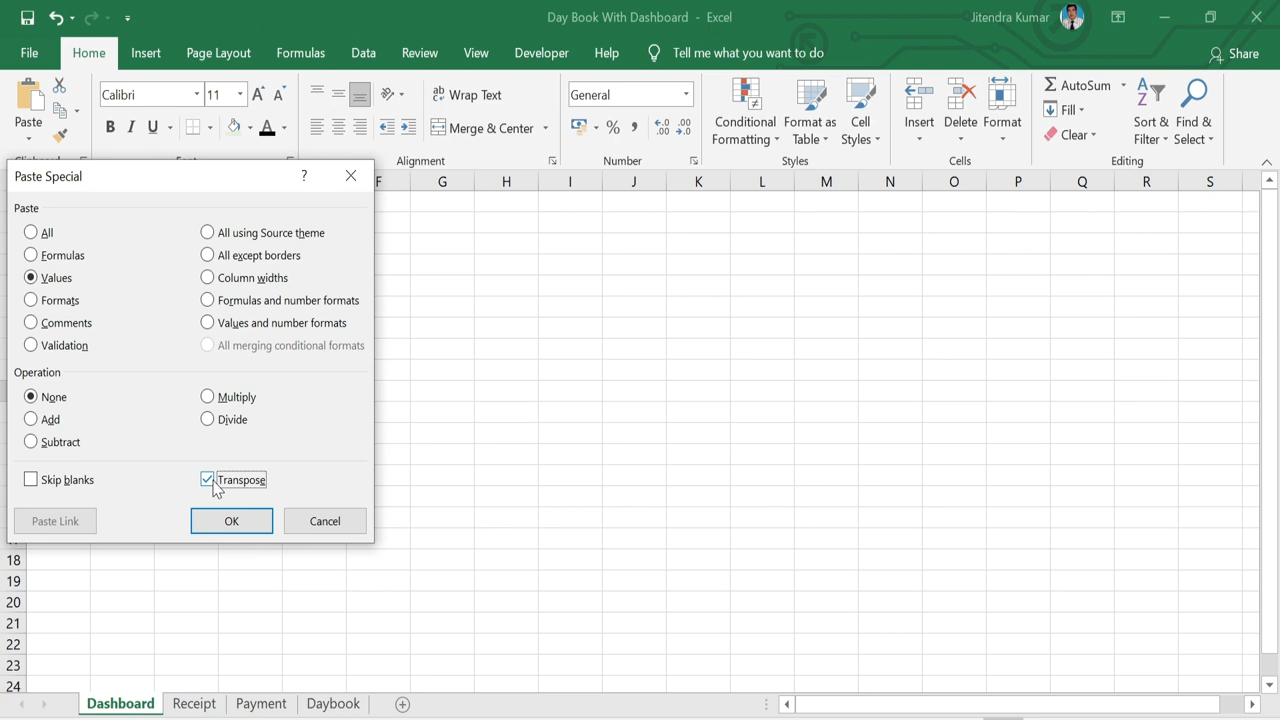 Day Book With Dashboard - Excel
Jitendra Kumar
File Home Insert Page Layout Formulas Data Review View Developer Help Tell me what you want to do Share
Paste
Calibri 11
B I U A
Wrap Text
Merge & Center
General
% ,
Conditional Formatting
Format as Table
Cell Styles
Insert Delete Format
AutoSum
Fill
Clear
Sort & Filter
Find & Select
Alignment Number Styles Cells Editing
F G H I J K L M N O P Q R S
Paste Special ?
Paste
All All using Source theme
Formulas All except borders
Values Column widths
Formats Formulas and number formats
Comments Values and number formats
Validation All merging conditional formats
Operation
None Multiply
Add Divide
Subtract
Skip blanks Transpose
Paste Link OK Cancel
18
19
20
21
22
23
24
Dashboard Receipt Payment Daybook